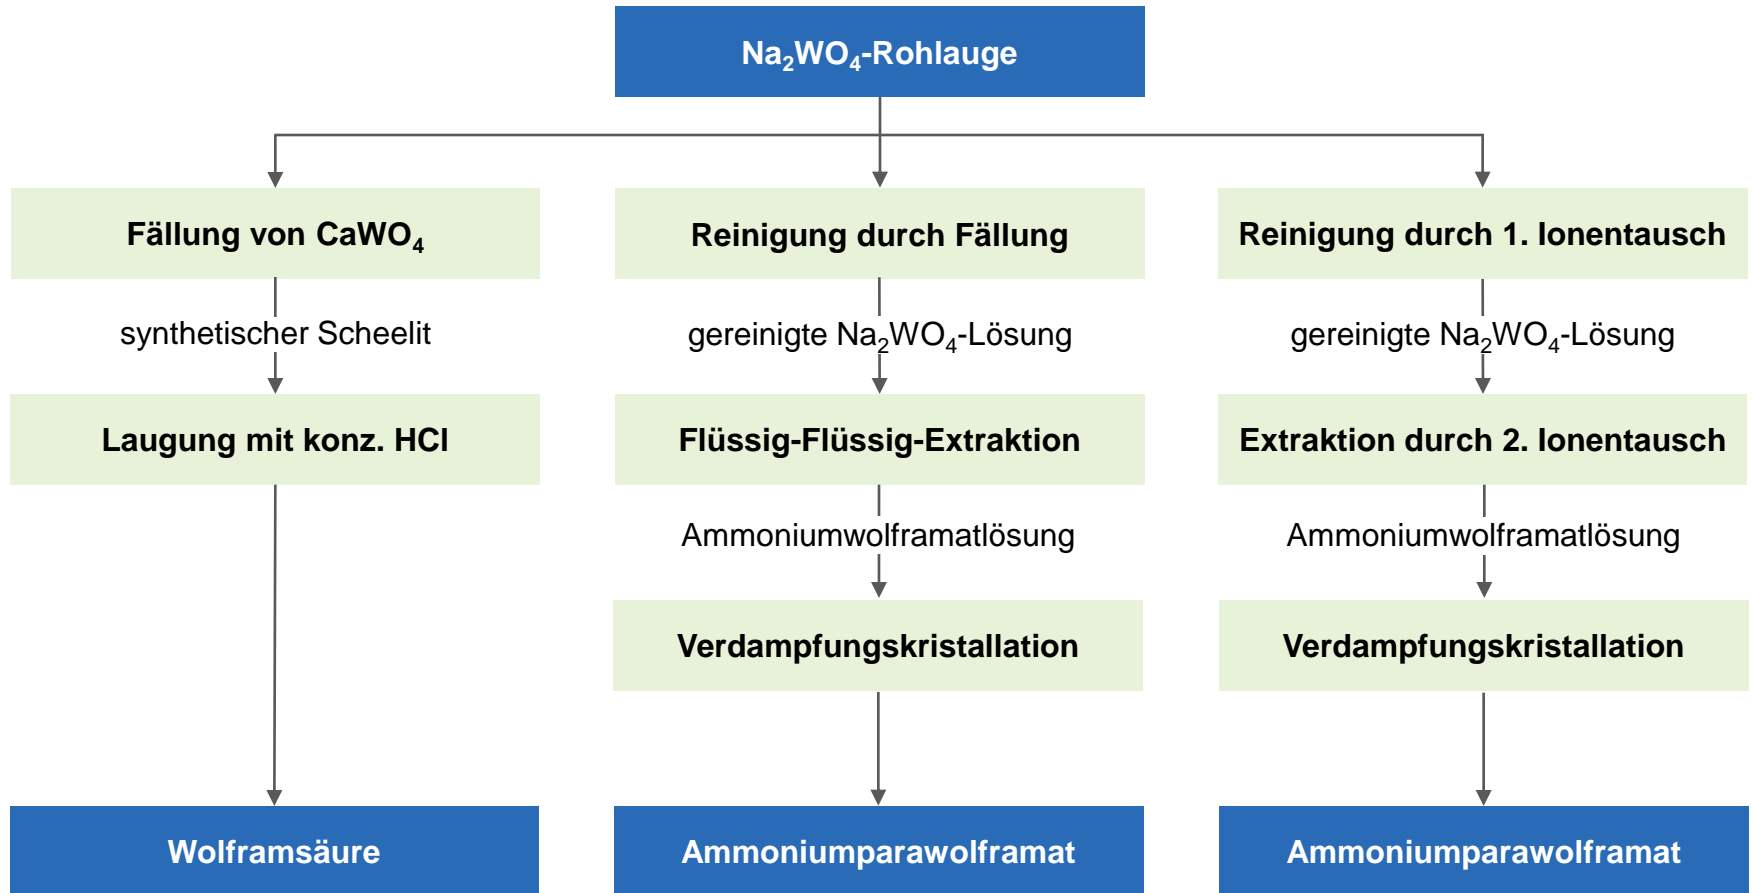 Na₂WO₄-Rohlauge
Fällung von CaWO₄
Reinigung durch Fällung
Reinigung durch 1. Ionentausch
synthetischer Scheelit
gereinigte Na₂WO₄-Lösung
gereinigte Na₂WO₄-Lösung
Laugung mit konz. HCl
Flüssig-Flüssig-Extraktion
Extraktion durch 2. Ionentausch
Ammoniumwolframatlösung
Ammoniumwolframatlösung
Verdampfungskristallation
Verdampfungskristallation
Wolframsäure
Ammoniumparawolframat
Ammoniumparawolframat